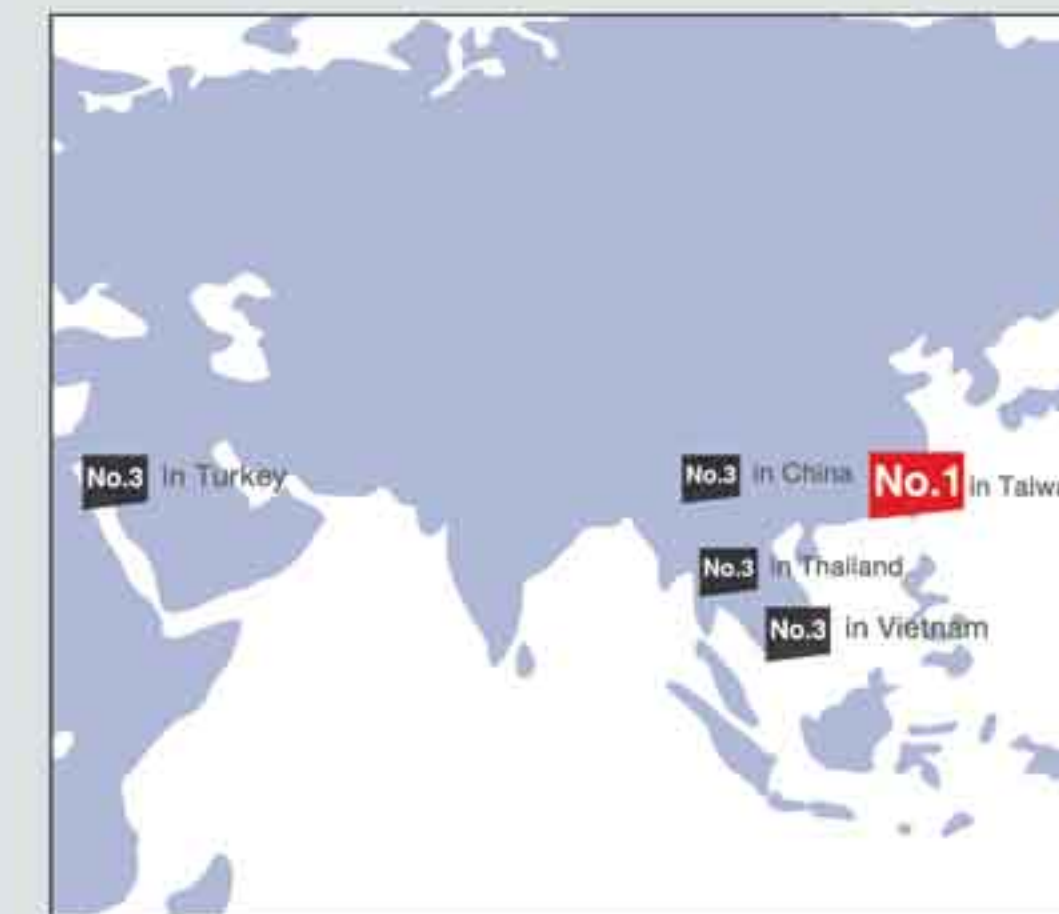 No.3 in Turkey
No.3 in China
No.1 in Taiwa
No.3 in Thailand
No.3 in Vietnam